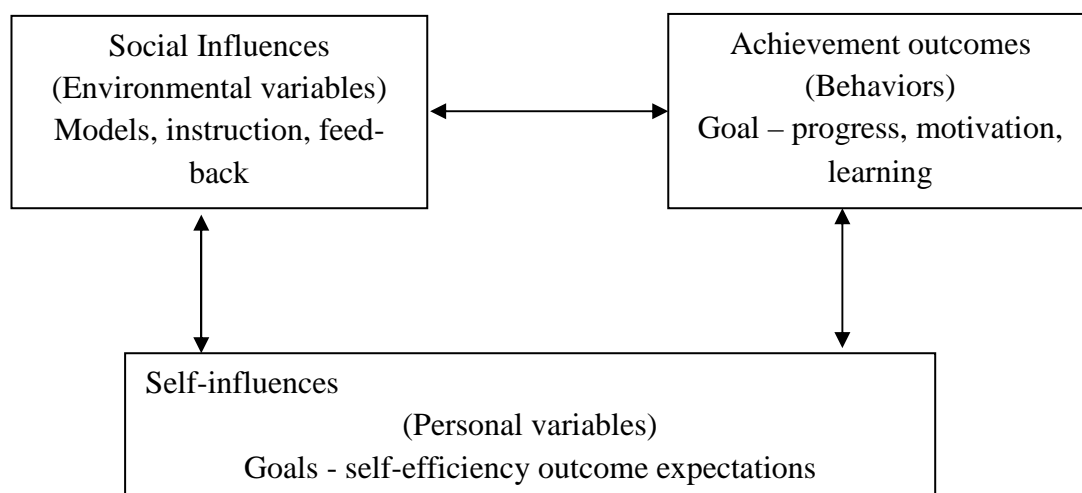 Social Influences
(Environmental variables)
Models, instruction, feed-
back
Achievement outcomes
(Behaviors)
Goal – progress, motivation,
learning
Self-influences
(Personal variables)
Goals - self-efficiency outcome expectations